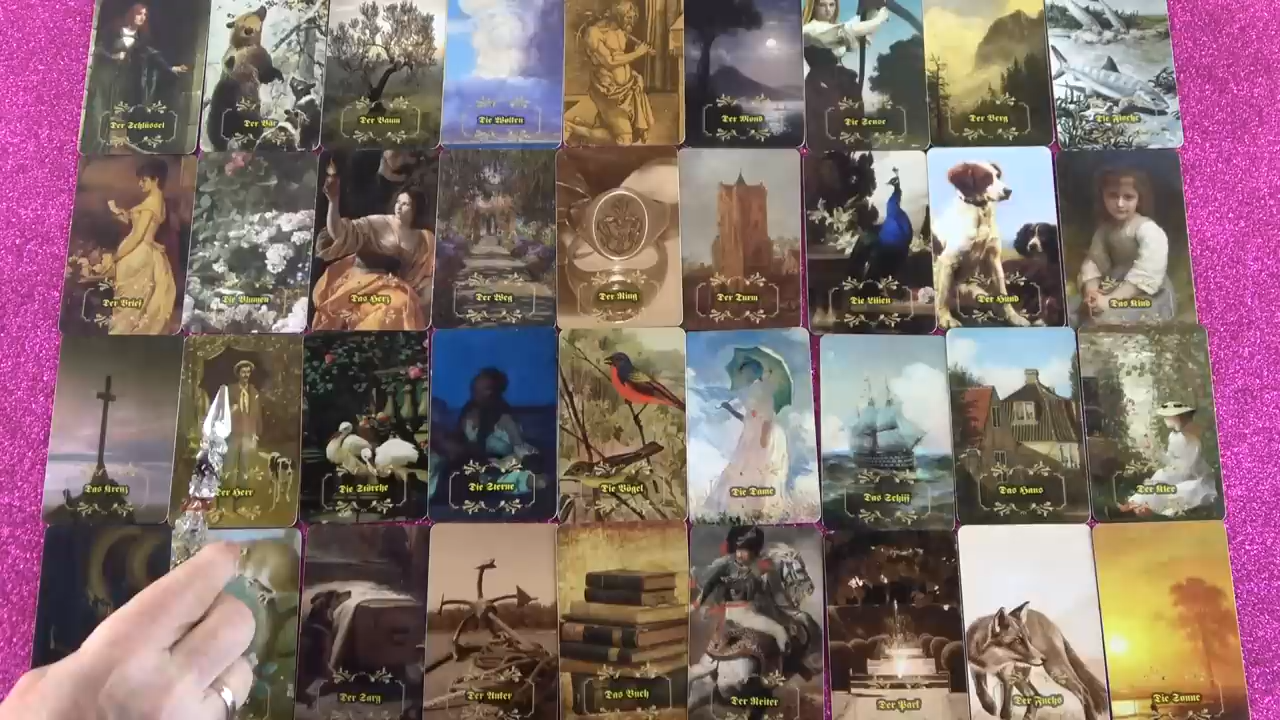 Der Schlüssel
Der Bär
Der Baum
Die Wolken
Der Mond
Die Sense
Der Berg
Die Fische
Der Brief
Die Blumen
Das Herz
Der Weg
Der Ring
Der Turm
Die Lilien
Der Hund
Das Kind
Das Kreuz
Der Herr
Die Störche
Die Sterne
Die Vögel
Die Dame
Das Schiff
Das Haus
Der Klee
Der Sarg
Der Anker
Das Buch
Der Reiter
Der Park
Der Fuchs
Die Sonne